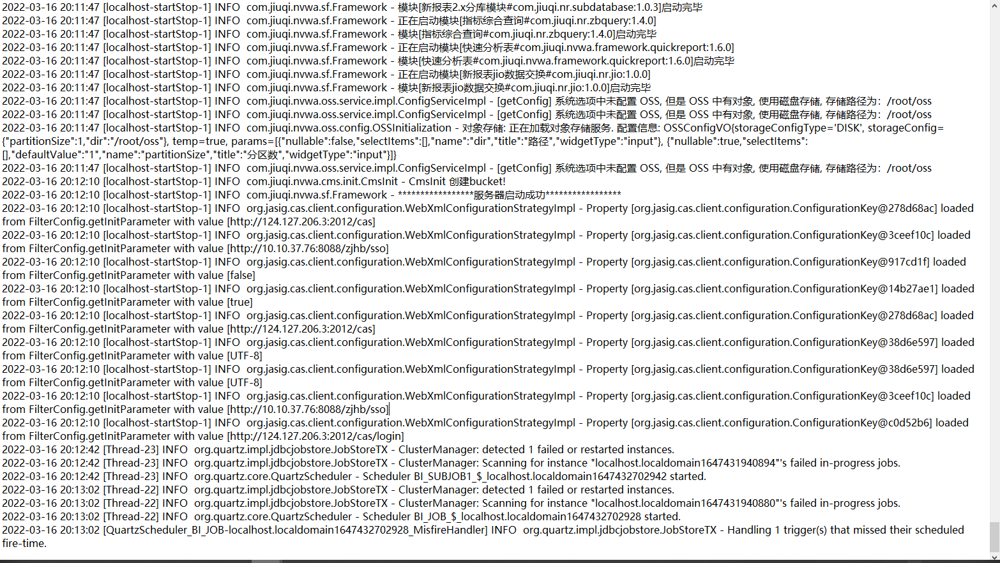 2022-03-16 20:11:47 [localhost-startStop-1] INFO  com.jiuqi.nvwa.sf.Framework - 模块[新报表2.x分库模块#com.jiuqi.nr.subdatabase:1.0.3]启动完毕
2022-03-16 20:11:47 [localhost-startStop-1] INFO  com.jiuqi.nvwa.sf.Framework - 正在启动模块[指标综合查询#com.jiuqi.nr.zbquery:1.4.0]
2022-03-16 20:11:47 [localhost-startStop-1] INFO  com.jiuqi.nvwa.sf.Framework - 模块[指标综合查询#com.jiuqi.nr.zbquery:1.4.0]启动完毕
2022-03-16 20:11:47 [localhost-startStop-1] INFO  com.jiuqi.nvwa.sf.Framework - 正在启动模块[快速分析表#com.jiuqi.nvwa.framework.quickreport:1.6.0]
2022-03-16 20:11:47 [localhost-startStop-1] INFO  com.jiuqi.nvwa.sf.Framework - 模块[快速分析表#com.jiuqi.nvwa.framework.quickreport:1.6.0]启动完毕
2022-03-16 20:11:47 [localhost-startStop-1] INFO  com.jiuqi.nvwa.sf.Framework - 正在启动模块[新报表jio数据交换#com.jiuqi.nr.jio:1.0.0]
2022-03-16 20:11:47 [localhost-startStop-1] INFO  com.jiuqi.nvwa.sf.Framework - 模块[新报表jio数据交换#com.jiuqi.nr.jio:1.0.0]启动完毕
2022-03-16 20:11:47 [localhost-startStop-1] INFO  com.jiuqi.nvwa.oss.service.impl.ConfigServiceImpl - [getConfig] 系统选项中未配置 OSS, 但是 OSS 中有对象, 使用磁盘存储, 存储路径为：/root/oss
2022-03-16 20:11:47 [localhost-startStop-1] INFO  com.jiuqi.nvwa.oss.service.impl.ConfigServiceImpl - [getConfig] 系统选项中未配置 OSS, 但是 OSS 中有对象, 使用磁盘存储, 存储路径为：/root/oss
2022-03-16 20:11:47 [localhost-startStop-1] INFO  com.jiuqi.nvwa.oss.config.OSSInitialization - 对象存储: 正在加载对象存储服务. 配置信息: OSSConfigVO{storageConfigType='DISK', storageConfig=
{"partitionSize":1,"dir":"/root/oss"}, temp=true, params=[{"nullable":false,"selectItems":[],"name":"dir","title":"路径","widgetType":"input"}, {"nullable":true,"selectItems":
[],"defaultValue":"1","name":"partitionSize","title":"分区数","widgetType":"input"}]}
2022-03-16 20:11:47 [localhost-startStop-1] INFO  com.jiuqi.nvwa.oss.service.impl.ConfigServiceImpl - [getConfig] 系统选项中未配置 OSS, 但是 OSS 中有对象, 使用磁盘存储, 存储路径为：/root/oss
2022-03-16 20:12:10 [localhost-startStop-1] INFO  com.jiuqi.nvwa.cms.init.CmsInit - CmsInit 创建bucket!
2022-03-16 20:12:10 [localhost-startStop-1] INFO  com.jiuqi.nvwa.sf.Framework - *****************服务器启动成功*****************
2022-03-16 20:12:10 [localhost-startStop-1] INFO  org.jasig.cas.client.configuration.WebXmlConfigurationStrategyImpl - Property [org.jasig.cas.client.configuration.ConfigurationKey@278d68ac] loaded
from FilterConfig.getInitParameter with value [http://124.127.206.3:2012/cas]
2022-03-16 20:12:10 [localhost-startStop-1] INFO  org.jasig.cas.client.configuration.WebXmlConfigurationStrategyImpl - Property [org.jasig.cas.client.configuration.ConfigurationKey@3ceef10c] loaded
from FilterConfig.getInitParameter with value [http://10.10.37.76:8088/zjhb/sso]
2022-03-16 20:12:10 [localhost-startStop-1] INFO  org.jasig.cas.client.configuration.WebXmlConfigurationStrategyImpl - Property [org.jasig.cas.client.configuration.ConfigurationKey@917cd1f] loaded
from FilterConfig.getInitParameter with value [false]
2022-03-16 20:12:10 [localhost-startStop-1] INFO  org.jasig.cas.client.configuration.WebXmlConfigurationStrategyImpl - Property [org.jasig.cas.client.configuration.ConfigurationKey@14b27ae1] loaded
from FilterConfig.getInitParameter with value [true]
2022-03-16 20:12:10 [localhost-startStop-1] INFO  org.jasig.cas.client.configuration.WebXmlConfigurationStrategyImpl - Property [org.jasig.cas.client.configuration.ConfigurationKey@278d68ac] loaded
from FilterConfig.getInitParameter with value [http://124.127.206.3:2012/cas]
2022-03-16 20:12:10 [localhost-startStop-1] INFO  org.jasig.cas.client.configuration.WebXmlConfigurationStrategyImpl - Property [org.jasig.cas.client.configuration.ConfigurationKey@38d6e597] loaded
from FilterConfig.getInitParameter with value [UTF-8]
2022-03-16 20:12:10 [localhost-startStop-1] INFO  org.jasig.cas.client.configuration.WebXmlConfigurationStrategyImpl - Property [org.jasig.cas.client.configuration.ConfigurationKey@38d6e597] loaded
from FilterConfig.getInitParameter with value [UTF-8]
2022-03-16 20:12:10 [localhost-startStop-1] INFO  org.jasig.cas.client.configuration.WebXmlConfigurationStrategyImpl - Property [org.jasig.cas.client.configuration.ConfigurationKey@3ceef10c] loaded
from FilterConfig.getInitParameter with value [http://10.10.37.76:8088/zjhb/sso]
2022-03-16 20:12:10 [localhost-startStop-1] INFO  org.jasig.cas.client.configuration.WebXmlConfigurationStrategyImpl - Property [org.jasig.cas.client.configuration.ConfigurationKey@c0d52b6] loaded
from FilterConfig.getInitParameter with value [http://124.127.206.3:2012/cas/login]
2022-03-16 20:12:42 [Thread-23] INFO  org.quartz.impl.jdbcjobstore.JobStoreTX - ClusterManager: detected 1 failed or restarted instances.
2022-03-16 20:12:42 [Thread-23] INFO  org.quartz.impl.jdbcjobstore.JobStoreTX - ClusterManager: Scanning for instance "localhost.localdomain1647431940894"'s failed in-progress jobs.
2022-03-16 20:12:42 [Thread-23] INFO  org.quartz.core.QuartzScheduler - Scheduler BI_SUBJOB1_$_localhost.localdomain1647432702942 started.
2022-03-16 20:13:02 [Thread-22] INFO  org.quartz.impl.jdbcjobstore.JobStoreTX - ClusterManager: detected 1 failed or restarted instances.
2022-03-16 20:13:02 [Thread-22] INFO  org.quartz.impl.jdbcjobstore.JobStoreTX - ClusterManager: Scanning for instance "localhost.localdomain1647431940880"'s failed in-progress jobs.
2022-03-16 20:13:02 [Thread-22] INFO  org.quartz.core.QuartzScheduler - Scheduler BI_JOB_$_localhost.localdomain1647432702928 started.
2022-03-16 20:13:02 [QuartzScheduler_BI_JOB-localhost.localdomain1647432702928_MisfireHandler] INFO  org.quartz.impl.jdbcjobstore.JobStoreTX - Handling 1 trigger(s) that missed their scheduled
fire-time.